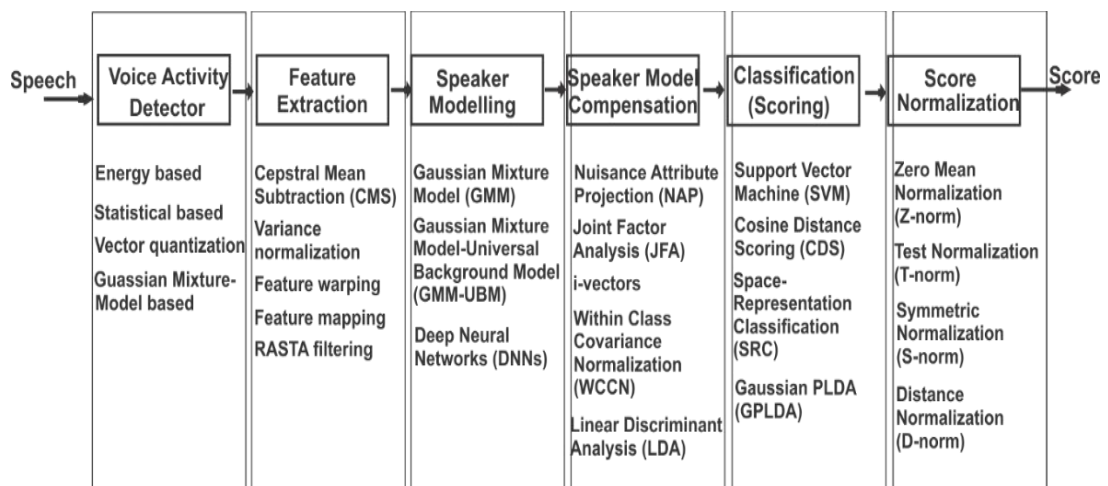 Speech
Voice Activity
Detector
Feature
Extraction
Speaker
Modelling
Speaker Model
Compensation
Classification
(Scoring)
Score
Normalization
Score
Energy based
Statistical based
Vector quantization
Guassian Mixture-
Model based
Cepstral Mean
Subtraction (CMS)
Variance
normalization
Feature warping
Feature mapping
RASTA filtering
Gaussian Mixture
Model (GMM)
Gaussian Mixture
Model-Universal
Background Model
(GMM-UBM)
Deep Neural
Networks (DNNs)
Nuisance Attribute
Projection (NAP)
Joint Factor
Analysis (JFA)
i-vectors
Within Class
Covariance
Normalization
(WCCN)
Linear Discriminant
Analysis (LDA)
Support Vector
Machine (SVM)
Cosine Distance
Scoring (CDS)
Space-
Representation
Classification
(SRC)
Gaussian PLDA
(GPLDA)
Zero Mean
Normalization
(Z-norm)
Test Normalization
(T-norm)
Symmetric
Normalization
(S-norm)
Distance
Normalization
(D-norm)